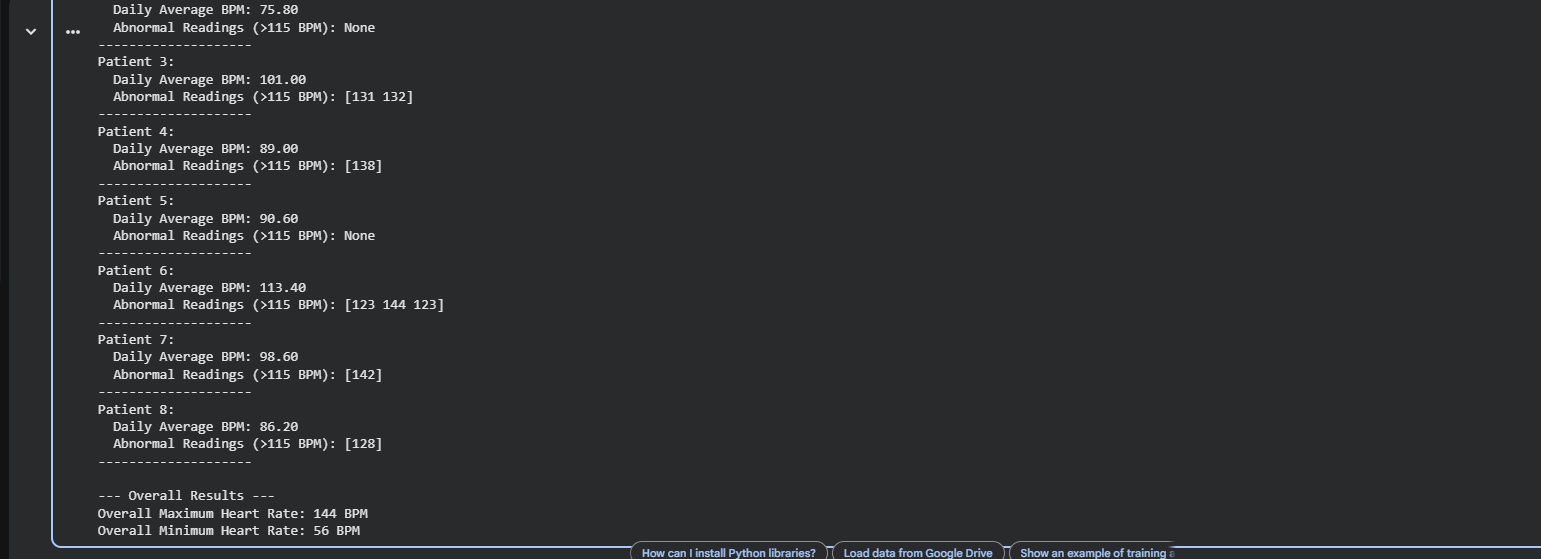 Daily Average BPM: 75.80
Abnormal Readings (>115 BPM): None
--------------------
Patient 3:
Daily Average BPM: 101.00
Abnormal Readings (>115 BPM): [131 132]
--------------------
Patient 4:
Daily Average BPM: 89.00
Abnormal Readings (>115 BPM): [138]
--------------------
Patient 5:
Daily Average BPM: 90.60
Abnormal Readings (>115 BPM): None
--------------------
Patient 6:
Daily Average BPM: 113.40
Abnormal Readings (>115 BPM): [123 144 123]
--------------------
Patient 7:
Daily Average BPM: 98.60
Abnormal Readings (>115 BPM): [142]
--------------------
Patient 8:
Daily Average BPM: 86.20
Abnormal Readings (>115 BPM): [128]
--------------------
--- Overall Results ---
Overall Maximum Heart Rate: 144 BPM
Overall Minimum Heart Rate: 56 BPM
How can I install Python libraries? Load data from Google Drive Show an example of training